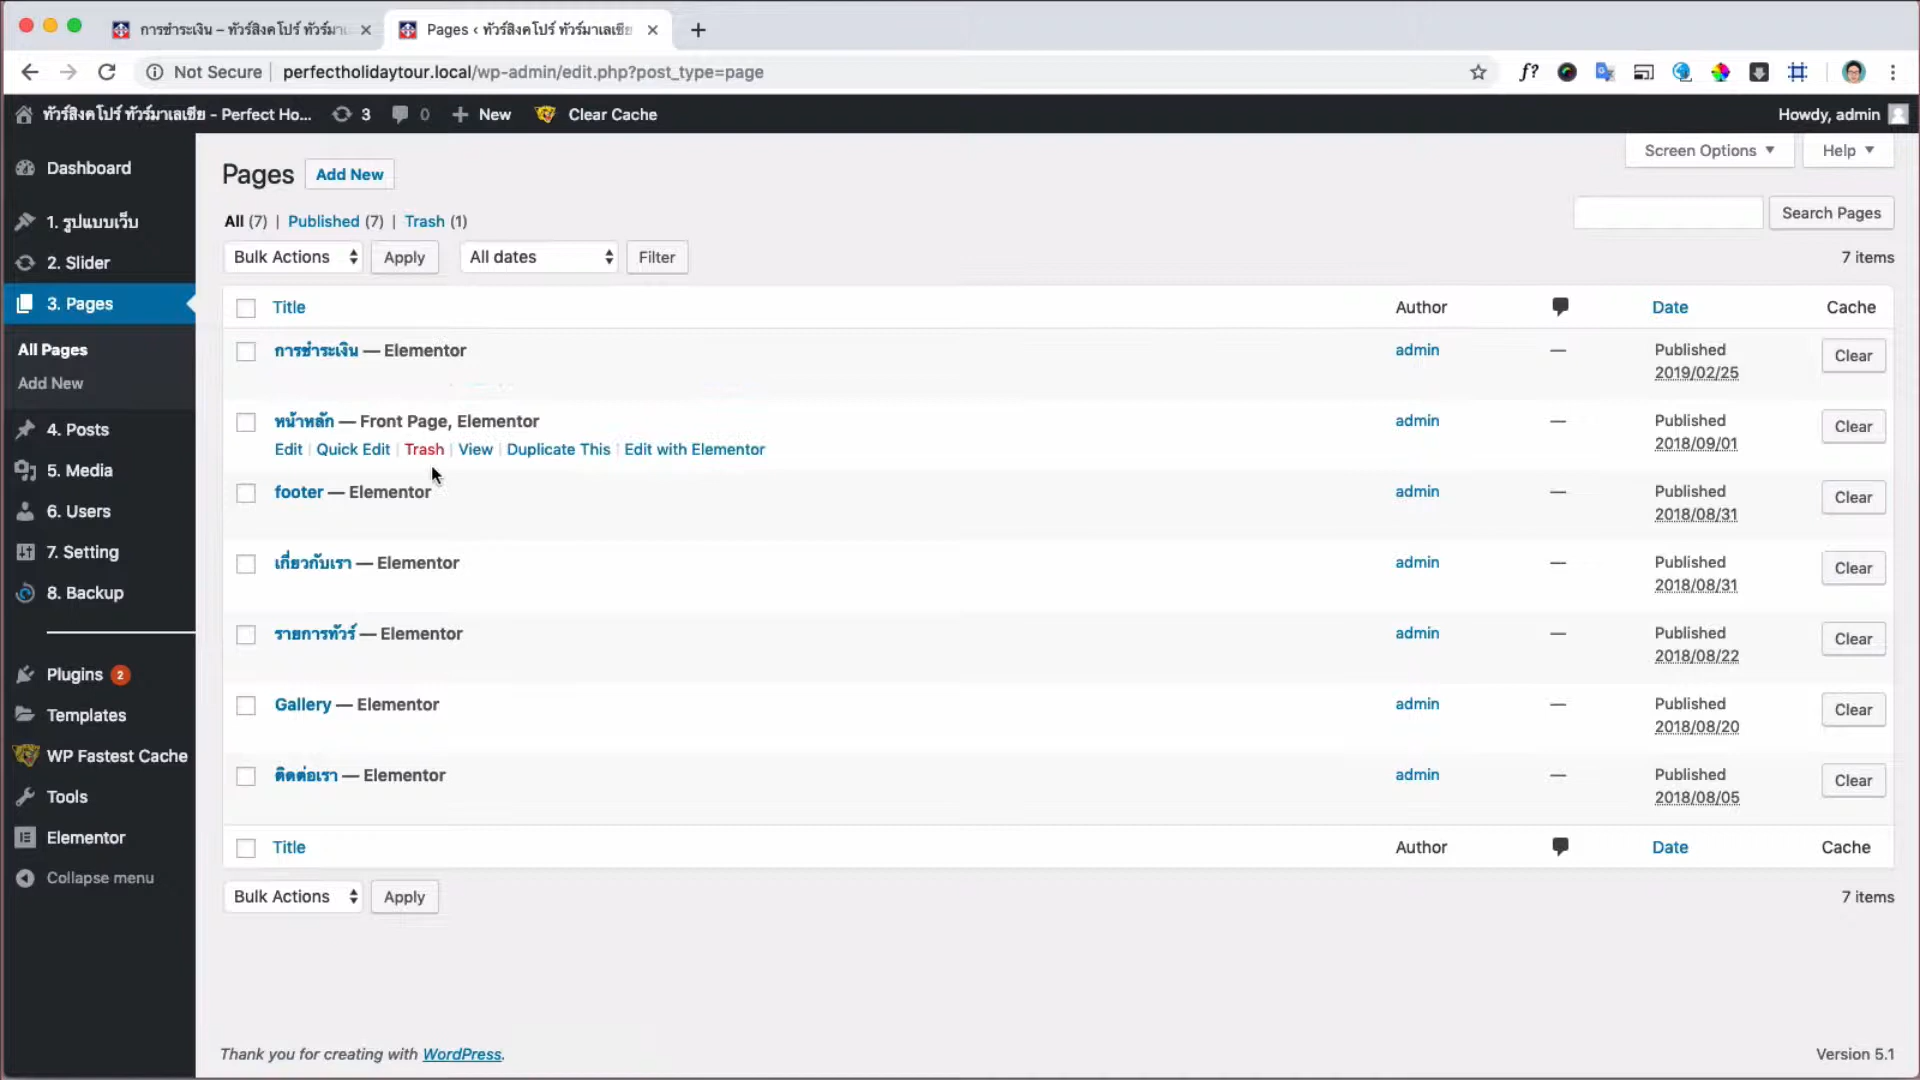 การชำระเงิน – ทัวร์สิงคโปร์ ทัวร์มา
Pages ‹ ทัวร์สิงคโปร์ ทัวร์มาเลเซีย
Not Secure | perfectholidaytour.local/wp-admin/edit.php?post_type=page
f?
ทัวร์สิงคโปร์ ทัวร์มาเลเซีย - Perfect Ho... 3 0 New Clear Cache Howdy, admin
Dashboard
1. รูปแบบเว็บ
2. Slider
3. Pages
All Pages
Add New
4. Posts
5. Media
6. Users
7. Setting
8. Backup
Plugins 2
Templates
WP Fastest Cache
Tools
Elementor
Collapse menu
Screen Options Help
Pages Add New
All (7) | Published (7) | Trash (1)
Search Pages
Bulk Actions Apply All dates Filter 7 items
Title Author Date Cache
การชำระเงิน — Elementor admin — Published Clear
2019/02/25
หน้าหลัก — Front Page, Elementor admin — Published Clear
2018/09/01
Edit | Quick Edit | Trash | View | Duplicate This | Edit with Elementor
footer — Elementor admin — Published Clear
2018/08/31
เกี่ยวกับเรา — Elementor admin — Published Clear
2018/08/31
รายการทัวร์ — Elementor admin — Published Clear
2018/08/22
Gallery — Elementor admin — Published Clear
2018/08/20
ติดต่อเรา — Elementor admin — Published Clear
2018/08/05
Title Author Date Cache
Bulk Actions Apply 7 items
Thank you for creating with WordPress. Version 5.1